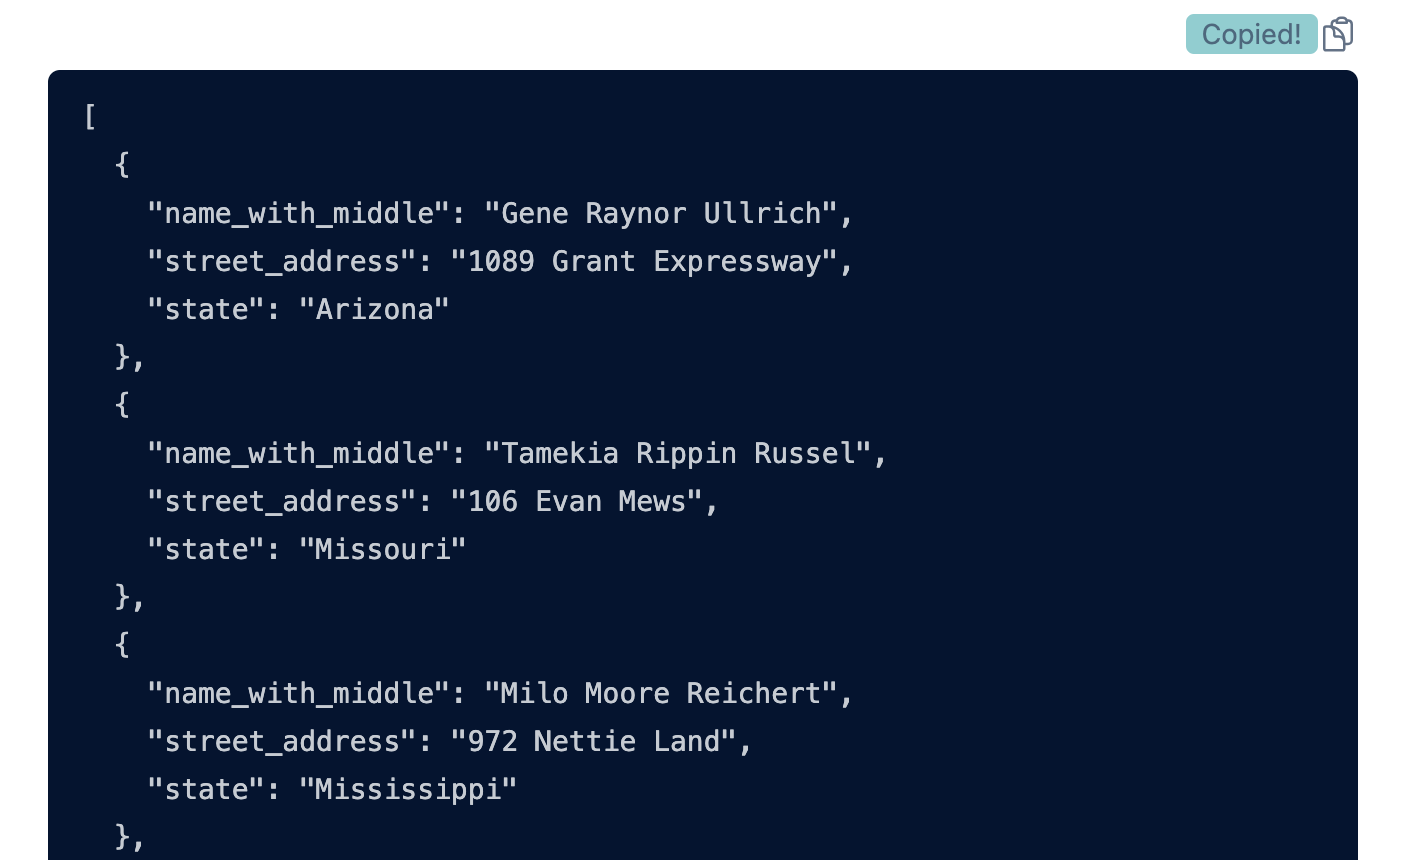 Copied!
[
  {
    "name_with_middle": "Gene Raynor Ullrich",
    "street_address": "1089 Grant Expressway",
    "state": "Arizona"
  },
  {
    "name_with_middle": "Tamekia Rippin Russel",
    "street_address": "106 Evan Mews",
    "state": "Missouri"
  },
  {
    "name_with_middle": "Milo Moore Reichert",
    "street_address": "972 Nettie Land",
    "state": "Mississippi"
  },